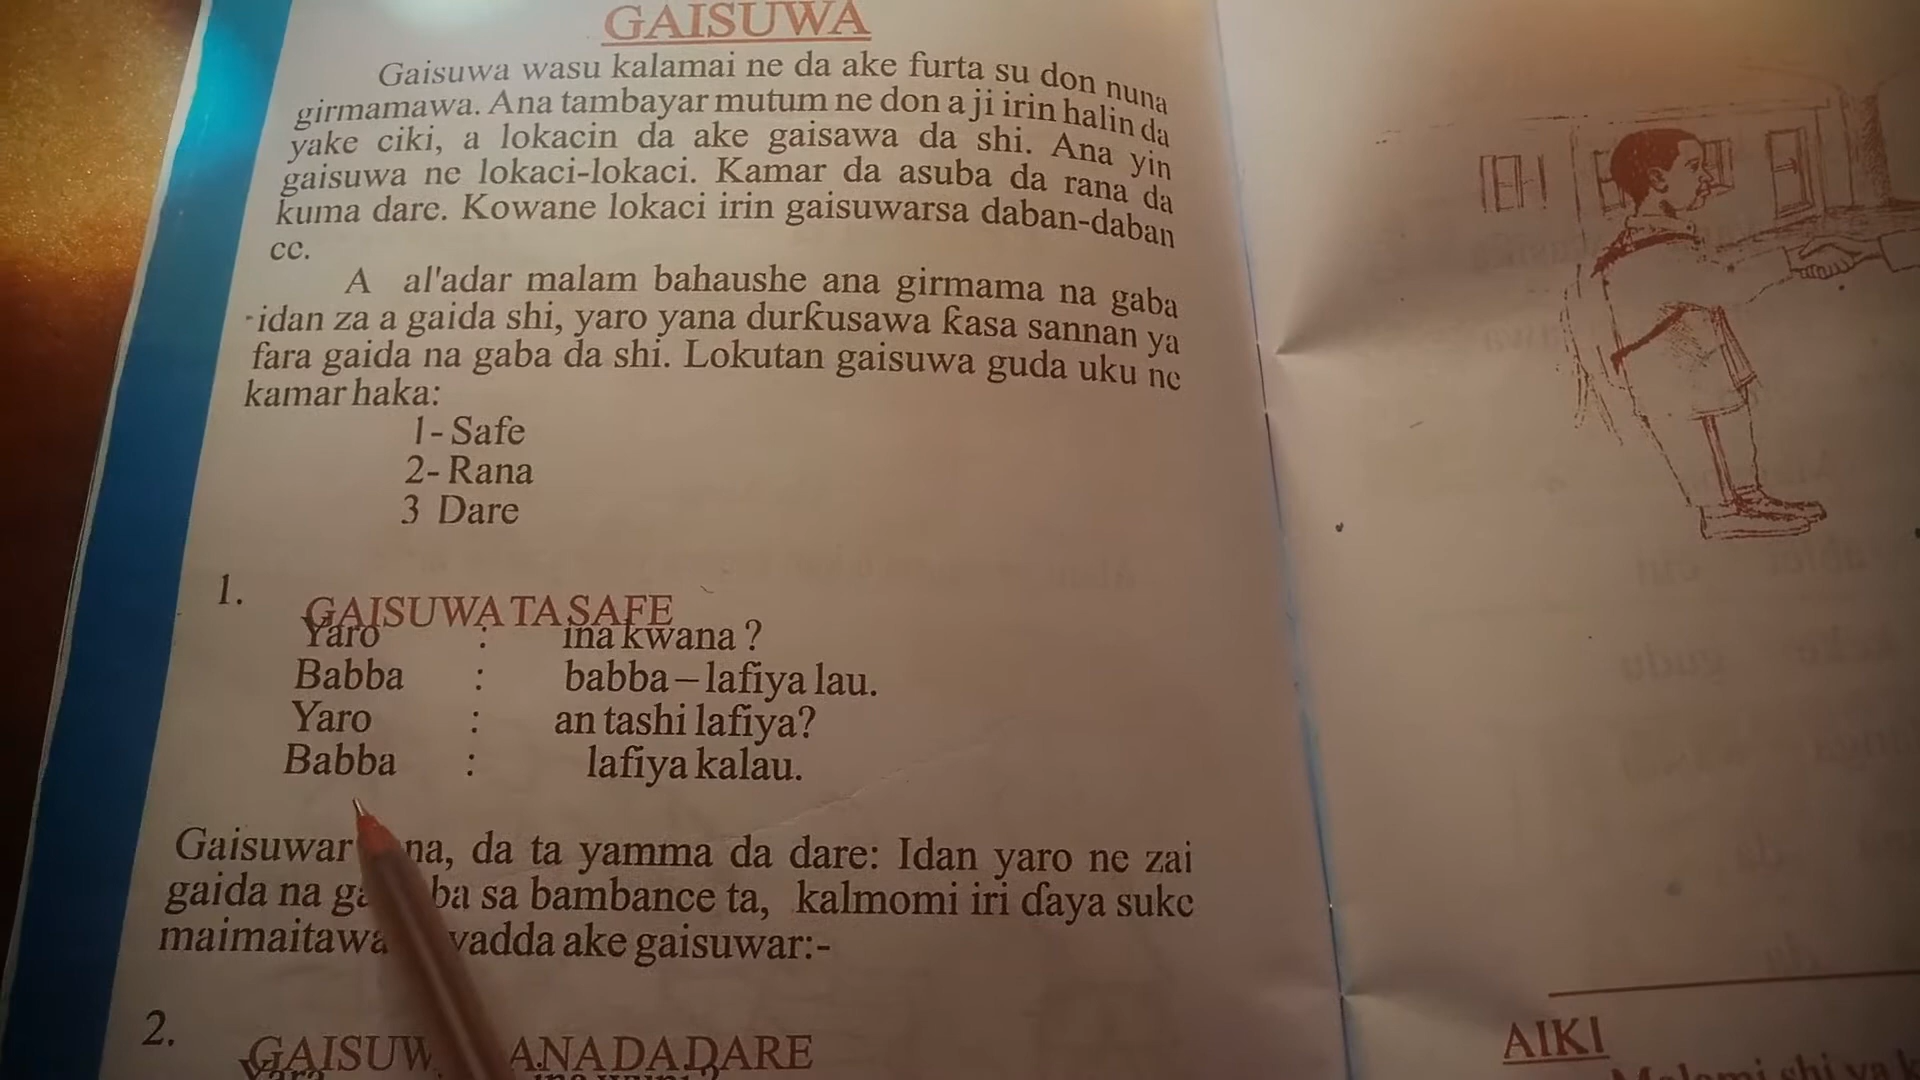 GAISUWA
Gaisuwa wasu kalamai ne da ake furta su don nuna
girmamawa. Ana tambayar mutum ne don a ji irin halin da
yake ciki, a lokacin da ake gaisawa da shi. Ana yin
gaisuwa ne lokaci-lokaci. Kamar da asuba da rana da
kuma dare. Kowane lokaci irin gaisuwarsa daban-daban
ce.
A al'adar malam bahaushe ana girmama na gaba
idan za a gaida shi, yaro yana durƙusawa ƙasa sannan ya
fara gaida na gaba da shi. Lokutan gaisuwa guda uku ne
kamar haka:
1- Safe
2- Rana
3 Dare
1. GAISUWA TA SAFE
Yaro : ina kwana ?
Babba : babba – lafiya lau.
Yaro : an tashi lafiya?
Babba : lafiya kalau.
Gaisuwar na, da ta yamma da dare: Idan yaro ne zai
gaida na ba sa bambance ta, kalmomi iri ɗaya suke
maimaitawa yadda ake gaisuwar:-
2. GAISUW ANA DA DARE
AIKI